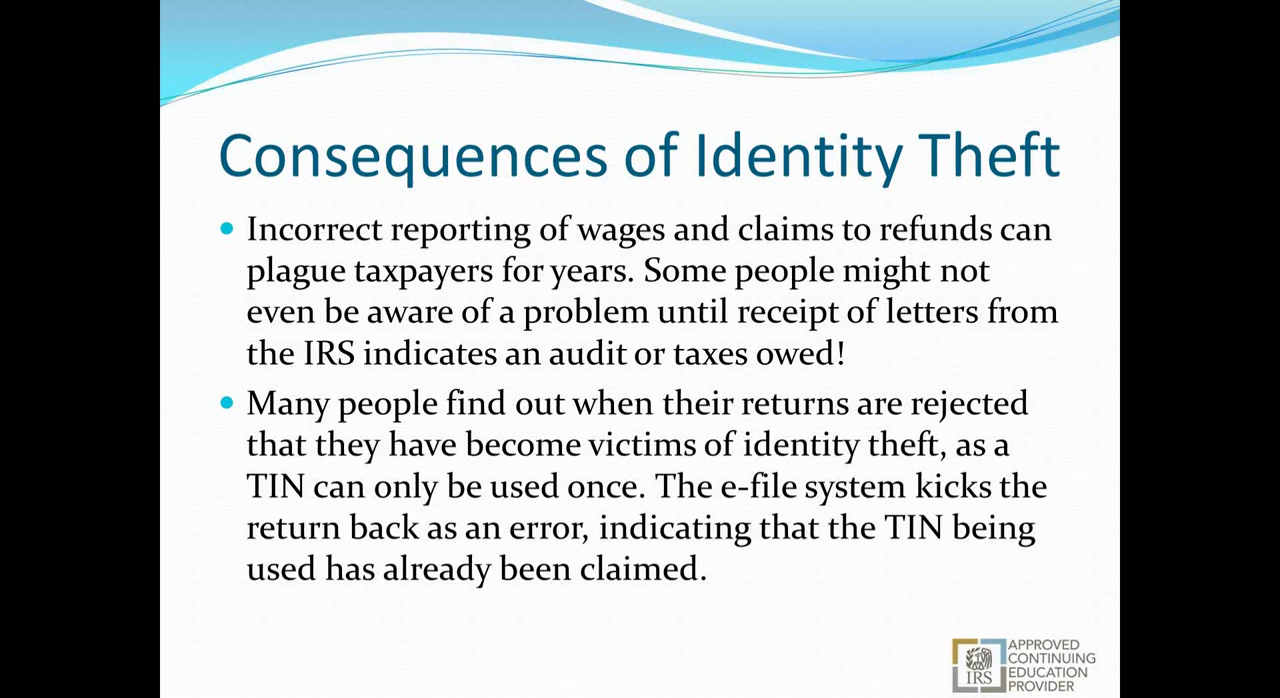 Consequences of Identity Theft
• Incorrect reporting of wages and claims to refunds can
plague taxpayers for years. Some people might not
even be aware of a problem until receipt of letters from
the IRS indicates an audit or taxes owed!
• Many people find out when their returns are rejected
that they have become victims of identity theft, as a
TIN can only be used once. The e-file system kicks the
return back as an error, indicating that the TIN being
used has already been claimed.
IRS
APPROVED
CONTINUING
EDUCATION
PROVIDER